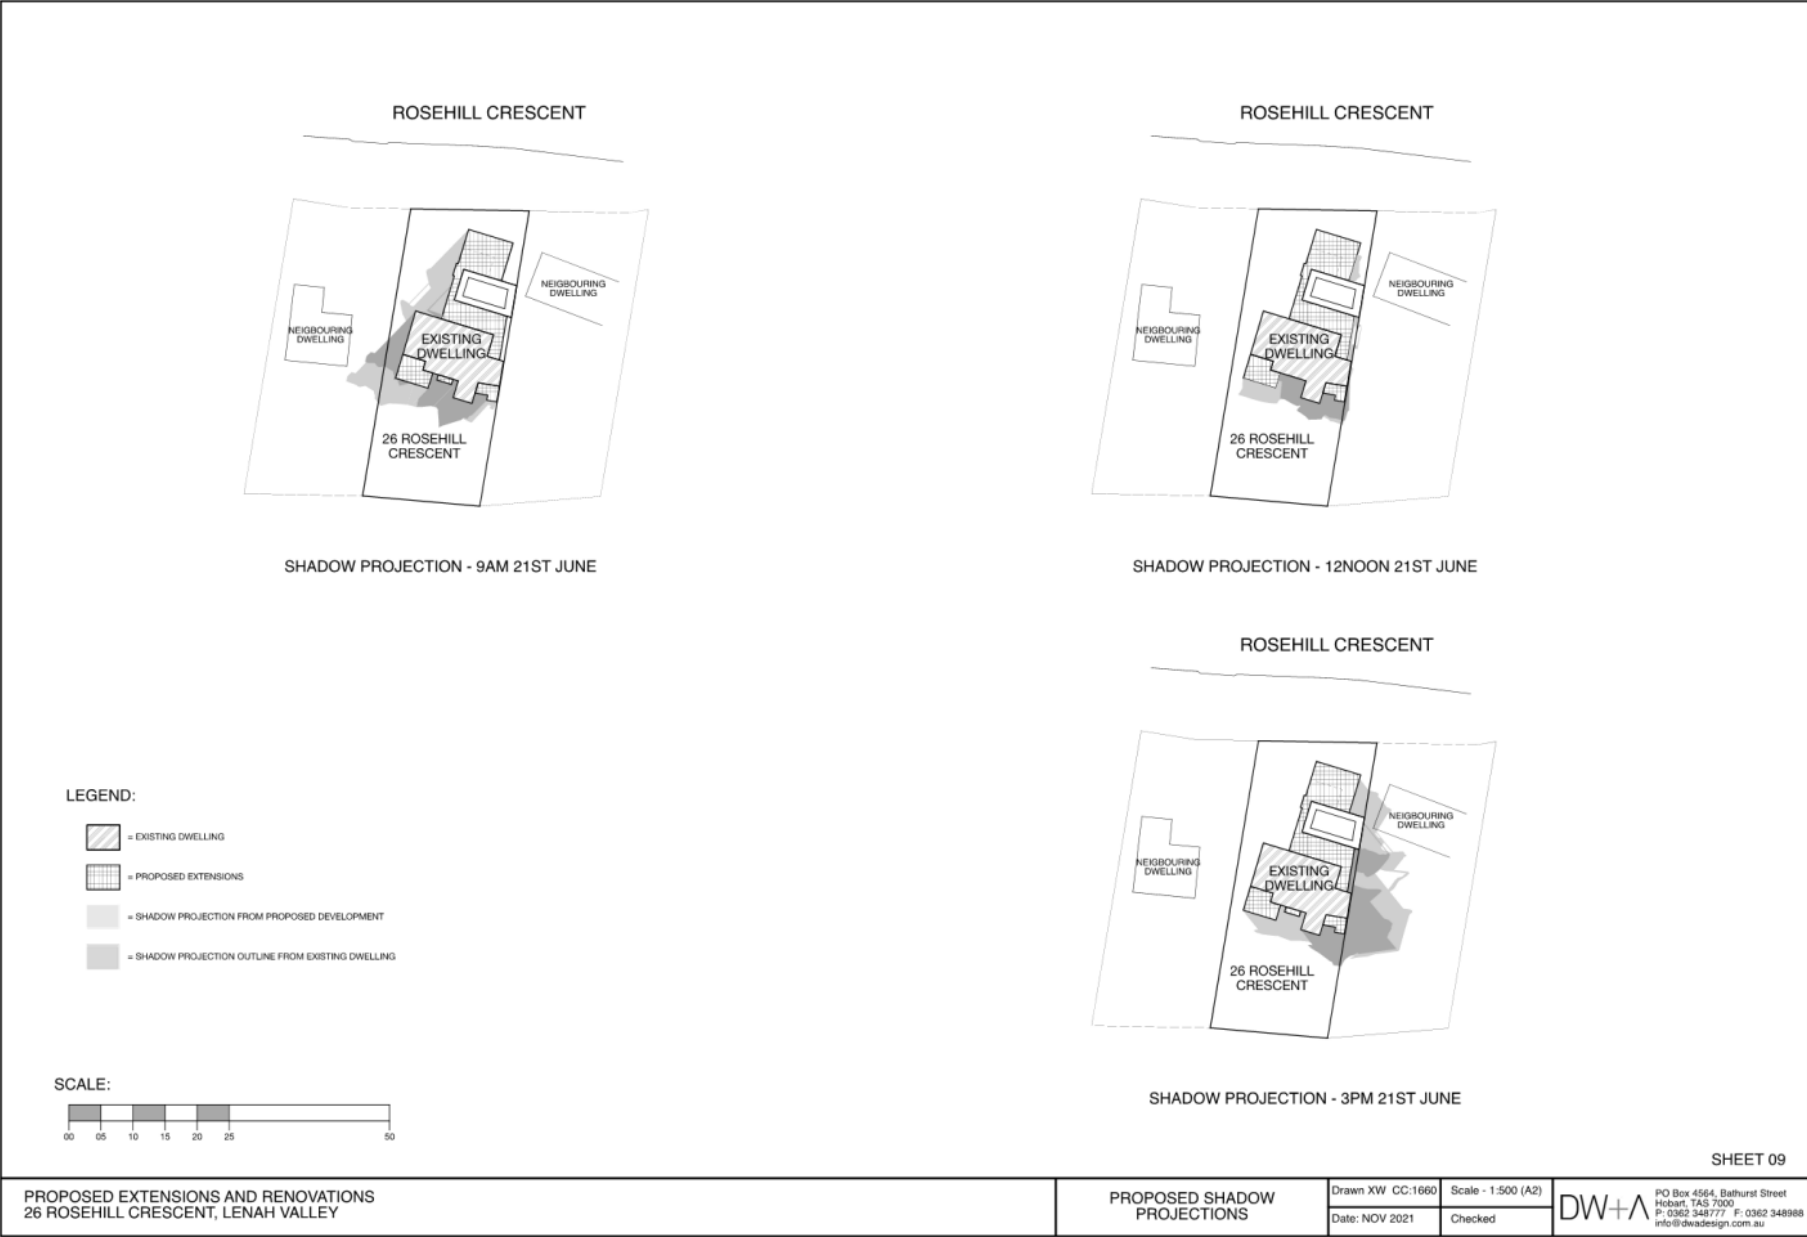 ROSEHILL CRESCENT
NEIGBOURING
DWELLING
NEIGBOURING
DWELLING
EXISTING
DWELLING
26 ROSEHILL
CRESCENT
SHADOW PROJECTION - 9AM 21ST JUNE
ROSEHILL CRESCENT
NEIGBOURING
DWELLING
NEIGBOURING
DWELLING
EXISTING
DWELLING
26 ROSEHILL
CRESCENT
SHADOW PROJECTION - 12NOON 21ST JUNE
ROSEHILL CRESCENT
NEIGBOURING
DWELLING
NEIGBOURING
DWELLING
EXISTING
DWELLING
26 ROSEHILL
CRESCENT
SHADOW PROJECTION - 3PM 21ST JUNE
LEGEND:
= EXISTING DWELLING
= PROPOSED EXTENSIONS
= SHADOW PROJECTION FROM PROPOSED DEVELOPMENT
= SHADOW PROJECTION OUTLINE FROM EXISTING DWELLING
SCALE:
00 05 10 15 20 25 50
SHEET 09
PROPOSED EXTENSIONS AND RENOVATIONS
26 ROSEHILL CRESCENT, LENAH VALLEY
PROPOSED SHADOW
PROJECTIONS
Drawn XW CC:1660
Date: NOV 2021
Scale - 1:500 (A2)
Checked
DW+A
PO Box 4564, Bathurst Street
Hobart, TAS 7000
P: 0362 348777 F: 0362 348988
info@dwadesign.com.au